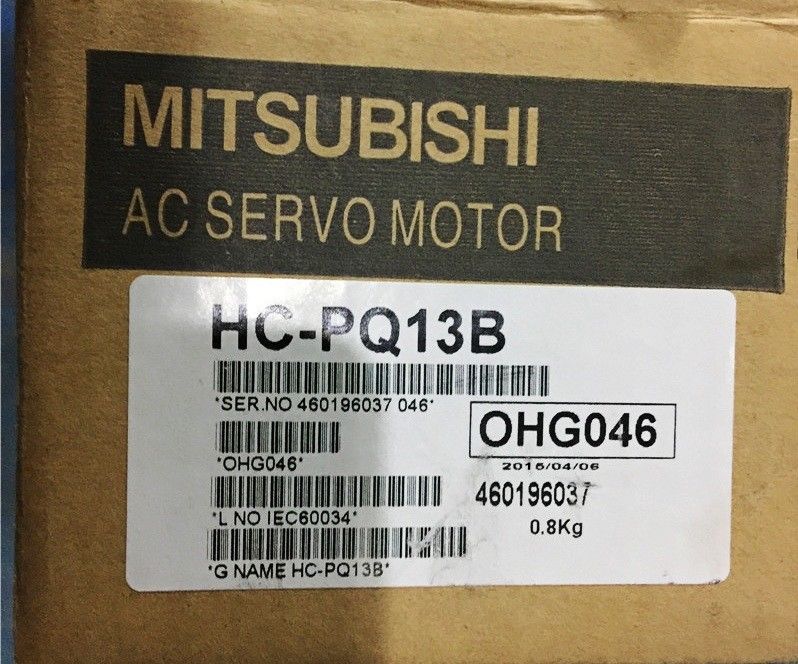 MITSUBISHI
AC SERVO MOTOR
HC-PQ13B
*SER.NO 460196037 046*
OHG046
*OHG046*
2015/04/06
460196037
*L NO IEC60034*
0.8Kg
*G NAME HC-PQ13B*